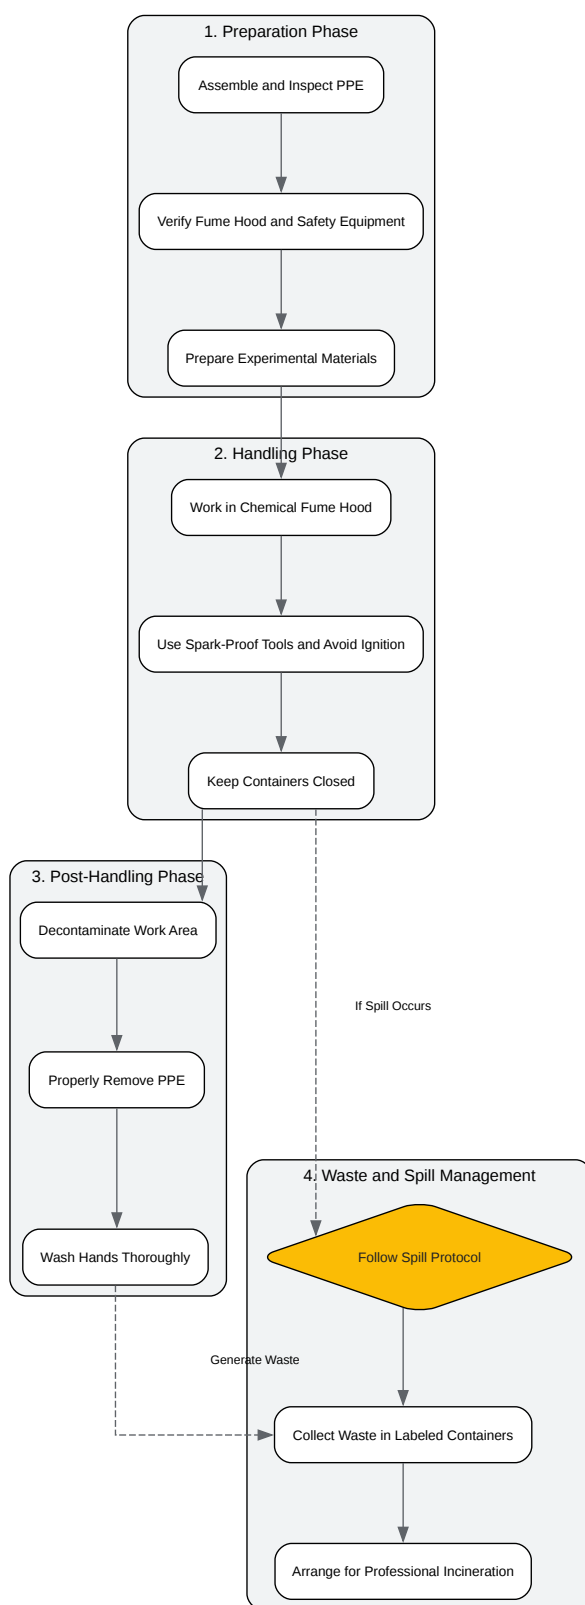 1. Preparation Phase
Assemble and Inspect PPE
Verify Fume Hood and Safety Equipment
Prepare Experimental Materials
2. Handling Phase
Work in Chemical Fume Hood
Use Spark-Proof Tools and Avoid Ignition
Keep Containers Closed
3. Post-Handling Phase
Decontaminate Work Area
If Spill Occurs
Properly Remove PPE
4. Waste and Spill Management
Wash Hands Thoroughly
Follow Spill Protocol
Generate Waste
Collect Waste in Labeled Containers
Arrange for Professional Incineration